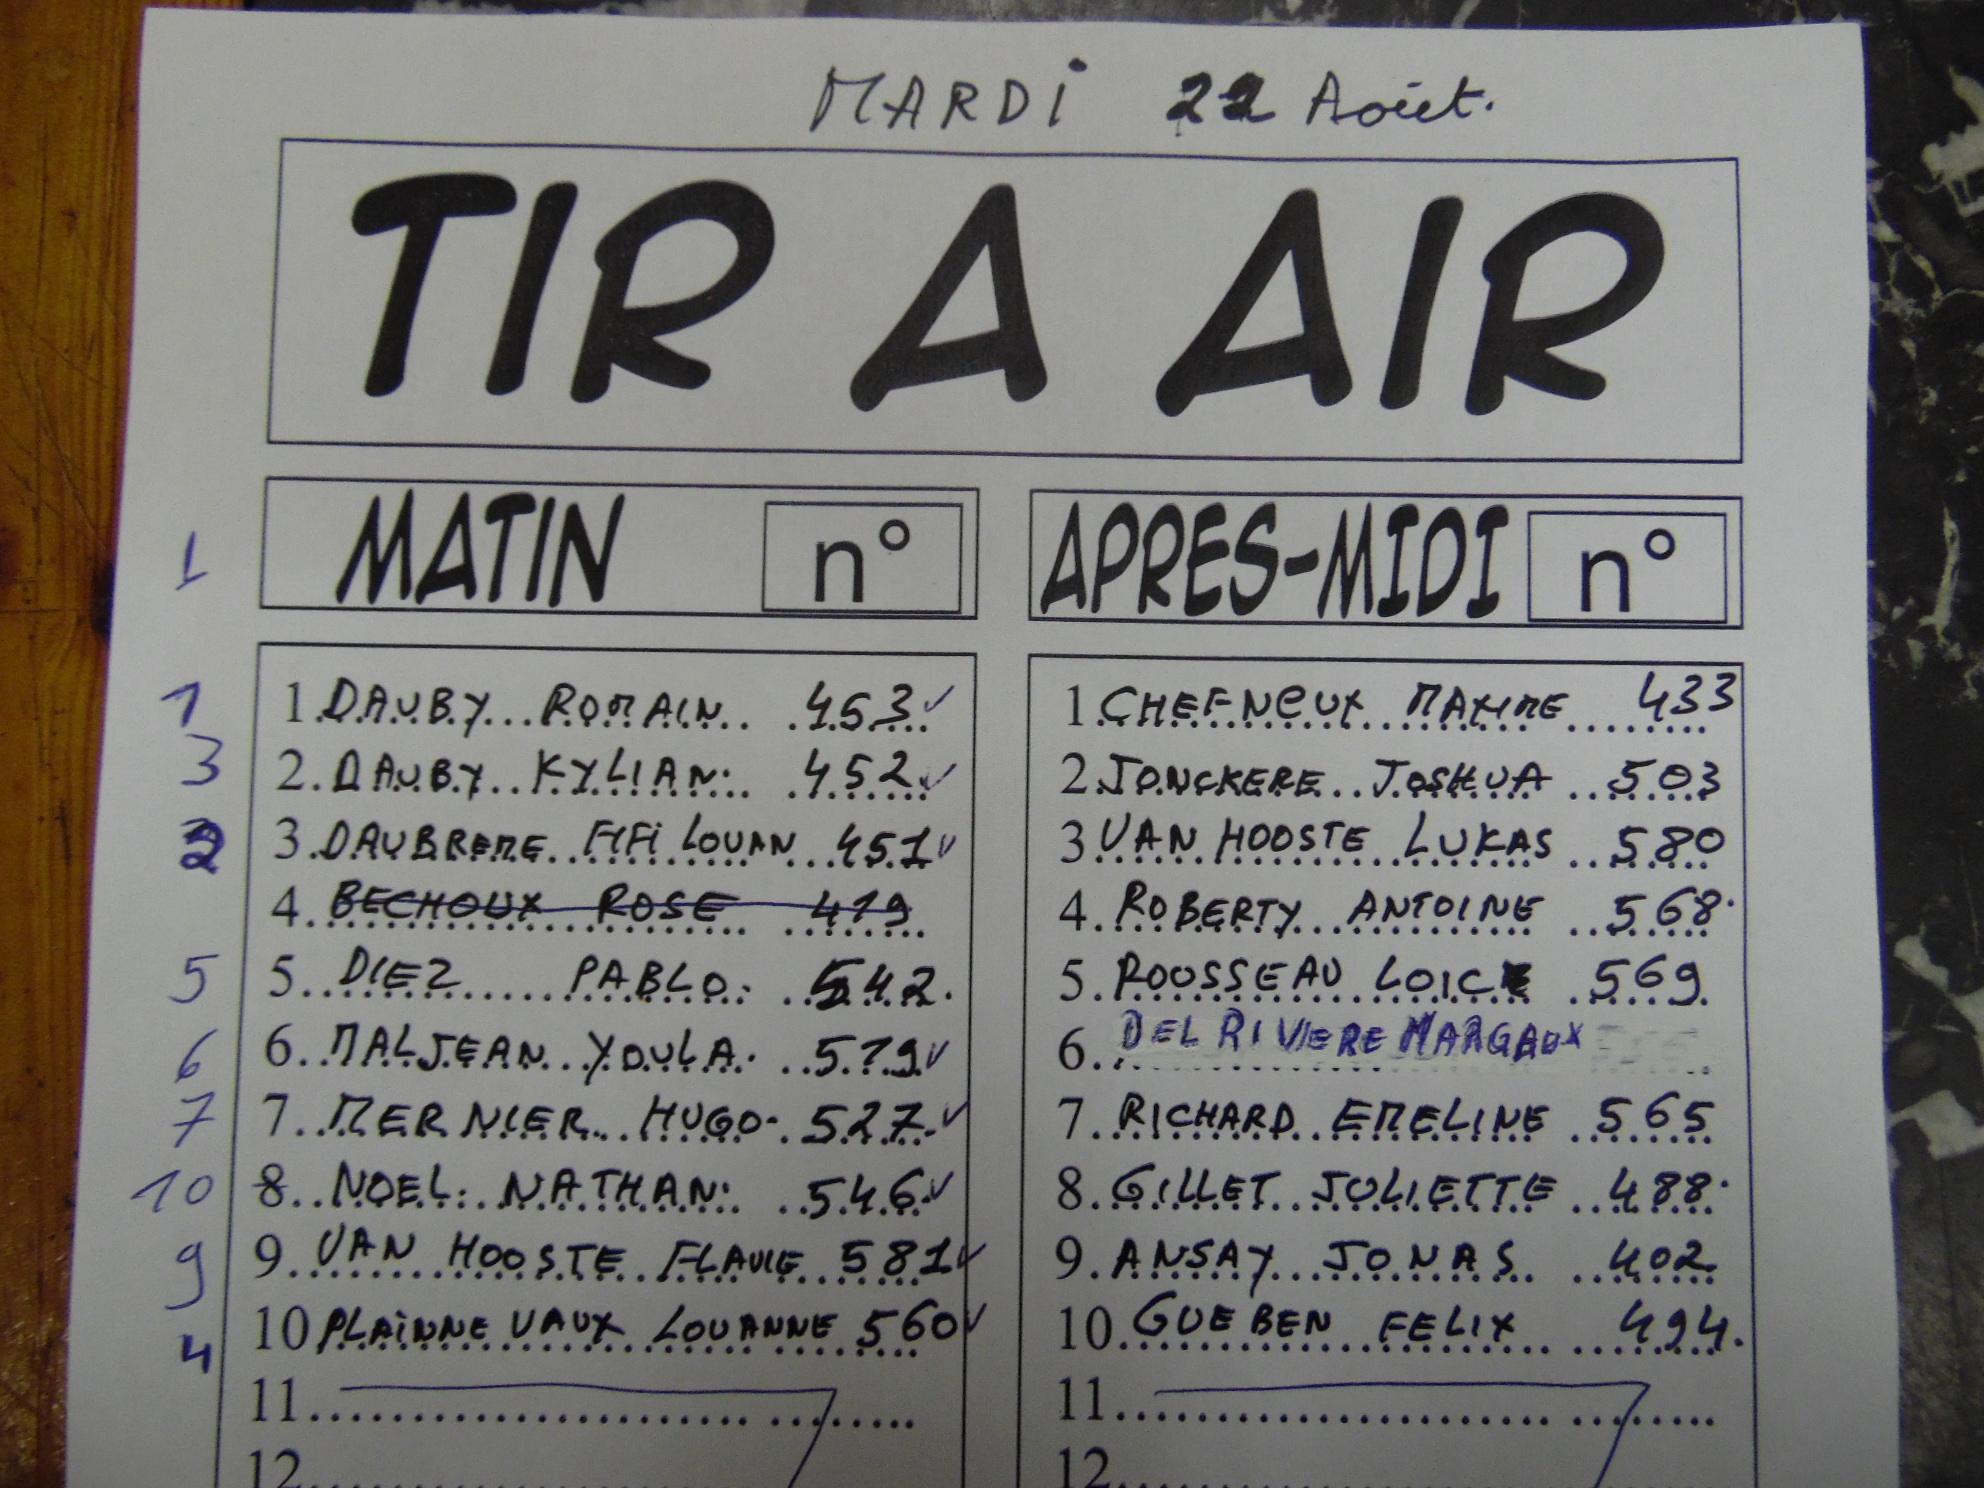 MARDI 22 Août.
TIR A AIR
MATIN n°
1
1 1. DAUBY ROMAIN 453 ✓
3 2. DAUBY KYLIAN 452 ✓
2 3. DAUBREME FIFI LOUAN 451 ✓
4. BECHOUX ROSE 419
5 5. DIEZ PABLO 542
6 6. MALJEAN YOULA 519 ✓
7 7. MERNIER HUGO 527 ✓
10 8. NOEL NATHAN 546 ✓
9 9. VAN HOOSTE FLAVIE 581 ✓
4 10 PLAINNEVAUX LOUANNE 560 ✓
11
12
APRES-MIDI n°
1. CHEFNEUX MAXIME 433
2. JONCKERE JOSHUA 503
3 VAN HOOSTE LUKAS 580
4. ROBERTY ANTOINE 568
5. ROUSSEAU LOIC 569
6. DELRIVIERE MARGAUX
7. RICHARD EMELINE 565
8. GILLET JULIETTE 488
9. ANSAY JONAS 402
10. GUEBEN FELIX 494
11
12